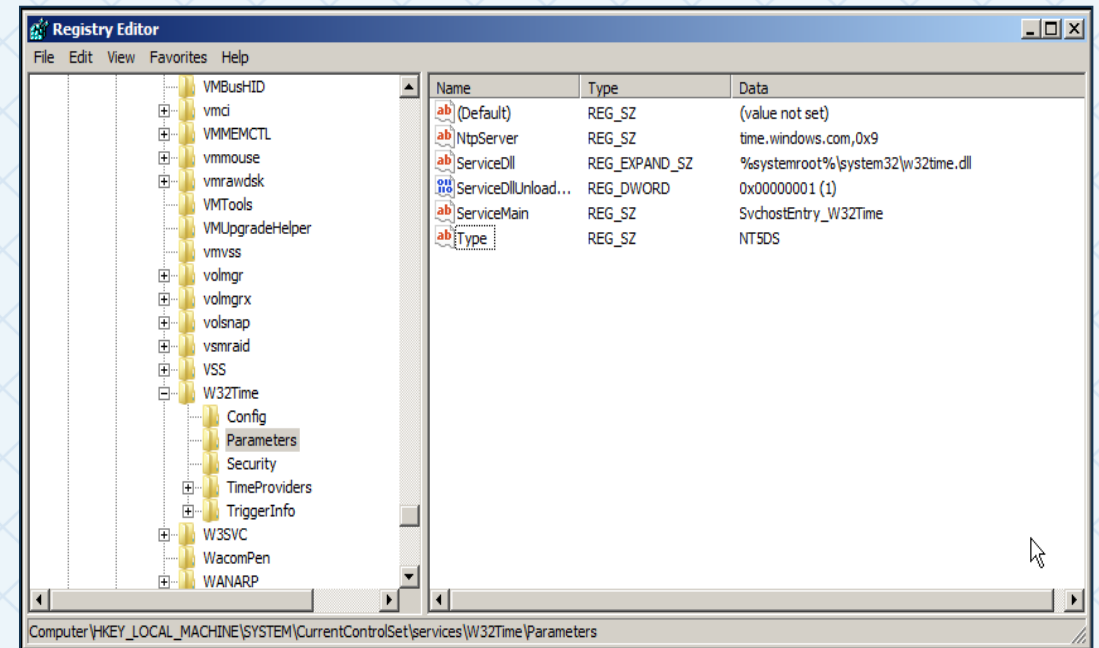 Registry Editor
File Edit View Favorites Help
VMBusHID
vmci
VMMEMCTL
vmmouse
vmrawdsk
VMTools
VMUpgradeHelper
vmvss
volmgr
volmgrx
volsnap
vsmraid
VSS
W32Time
Config
Parameters
Security
TimeProviders
TriggerInfo
W3SVC
WacomPen
WANARP
Name Type Data
(Default) REG_SZ (value not set)
NtpServer REG_SZ time.windows.com,0x9
ServiceDll REG_EXPAND_SZ %systemroot%\system32\w32time.dll
ServiceDllUnload... REG_DWORD 0x00000001 (1)
ServiceMain REG_SZ SvchostEntry_W32Time
Type REG_SZ NT5DS
Computer\HKEY_LOCAL_MACHINE\SYSTEM\CurrentControlSet\services\W32Time\Parameters